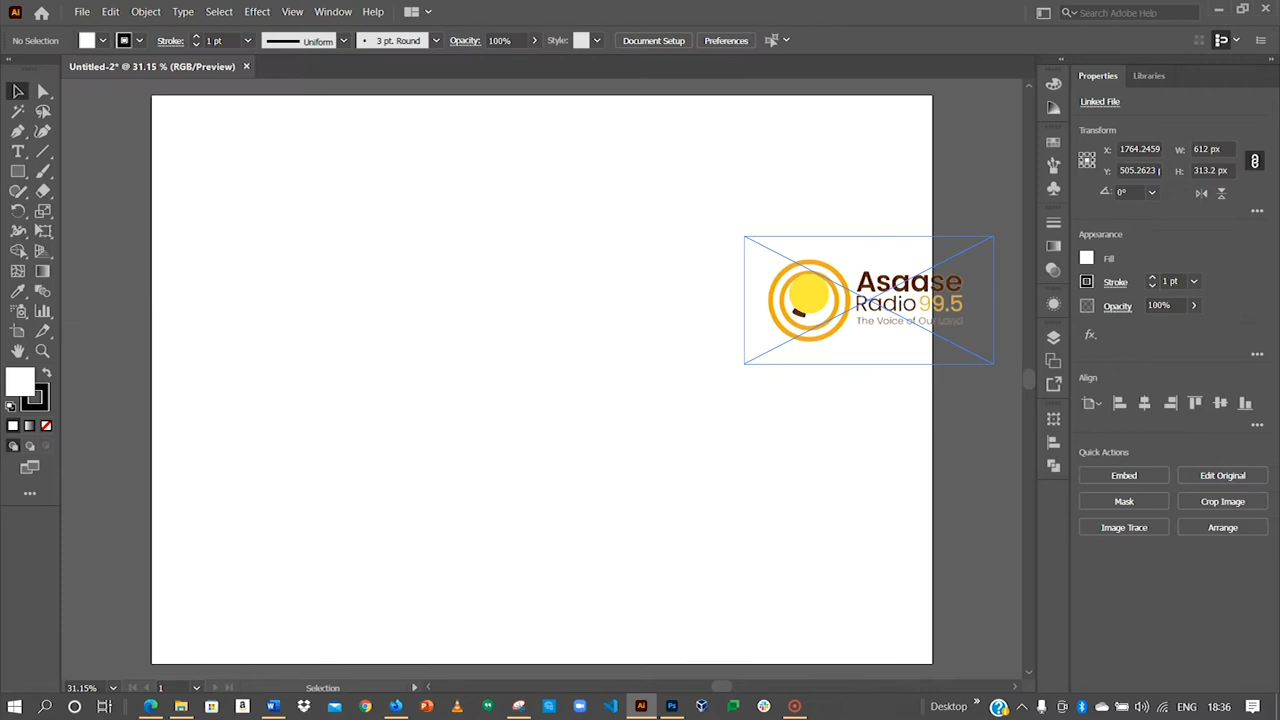 Ai File Edit Object Type Select Effect View Window Help Search Adobe Help
No Selection Stroke: 1 pt Uniform 3 pt. Round Opacity: 100% Style: Document Setup Preferences
Untitled-2* @ 31.15 % (RGB/Preview) ×
Properties Libraries
Linked File
Transform
X: 1764.2459 W: 612 px
Y: 505.2623 p H: 313.2 px
0°
Appearance
Fill
Stroke 1 pt
Opacity 100%
fx.
Align
Quick Actions
Embed Edit Original
Mask Crop Image
Image Trace Arrange
Asaase
Radio 99.5
The Voice of Our Land
31.15% 1 Selection
Desktop ENG 18:36